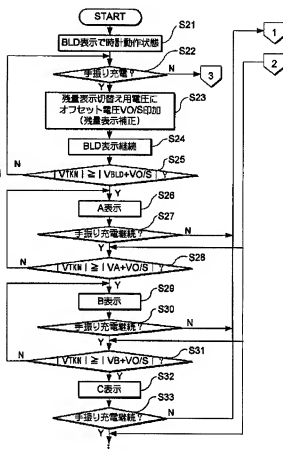 START
S21
BLD表示で時計動作状態
S22
手振り充電?
N
Y
3
1
2
S23
残量表示切替え用電圧に
オフセット電圧VO/S印加
(残量表示補正)
S24
BLD表示継続
S25
|VTKN| ≧ |VBLD+VO/S| ?
N
Y
S26
A表示
S27
手振り充電継続?
N
Y
S28
|VTKN| ≧ |VA+VO/S| ?
N
Y
S29
B表示
S30
手振り充電継続?
N
Y
S31
|VTKN| ≧ |VB+VO/S| ?
N
Y
S32
C表示
S33
手振り充電継続?
N
Y